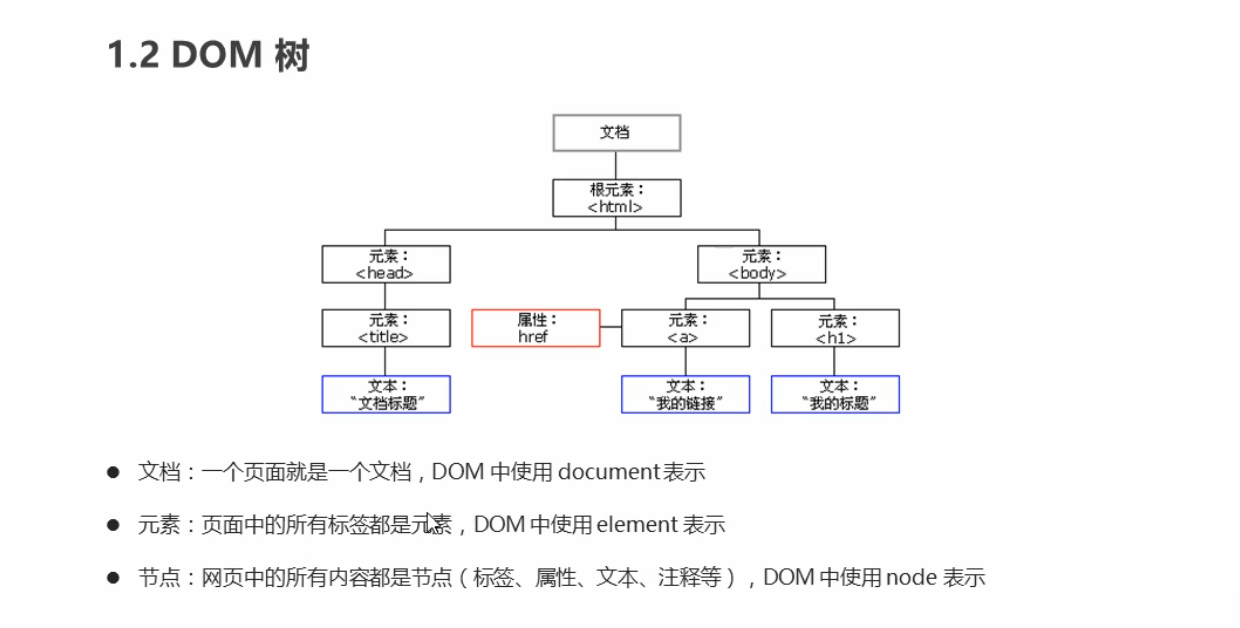 1.2 DOM 树
文档
根元素：
<html>
元素：
<head>
元素：
<body>
元素：
<title>
属性：
href
元素：
<a>
元素：
<h1>
文本：
“文档标题”
文本：
“我的链接”
文本：
“我的标题”
● 文档：一个页面就是一个文档，DOM 中使用 document 表示
● 元素：页面中的所有标签都是元素，DOM 中使用 element 表示
● 节点：网页中的所有内容都是节点（标签、属性、文本、注释等），DOM 中使用 node 表示